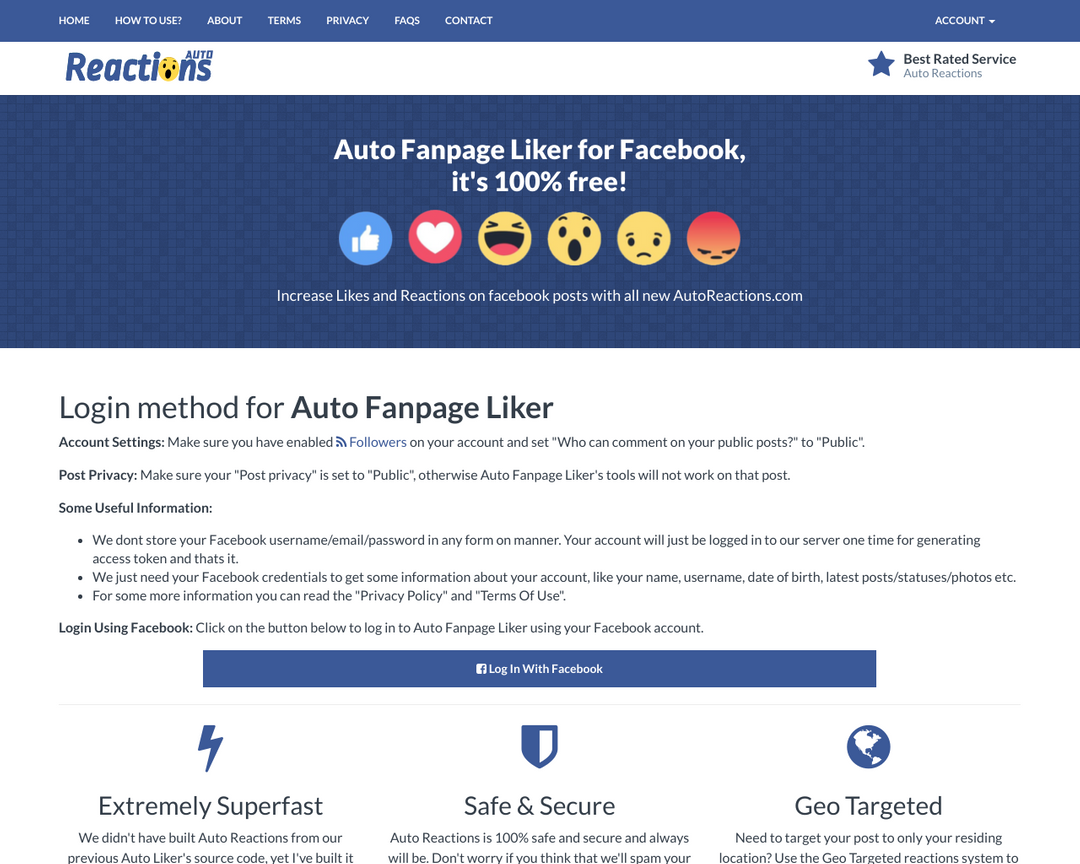 HOME HOW TO USE? ABOUT TERMS PRIVACY FAQS CONTACT ACCOUNT
AUTO
Reactions
Best Rated Service
Auto Reactions
Auto Fanpage Liker for Facebook,
it's 100% free!
Increase Likes and Reactions on facebook posts with all new AutoReactions.com
Login method for Auto Fanpage Liker
Account Settings: Make sure you have enabled Followers on your account and set "Who can comment on your public posts?" to "Public".
Post Privacy: Make sure your "Post privacy" is set to "Public", otherwise Auto Fanpage Liker's tools will not work on that post.
Some Useful Information:
We dont store your Facebook username/email/password in any form on manner. Your account will just be logged in to our server one time for generating
access token and thats it.
We just need your Facebook credentials to get some information about your account, like your name, username, date of birth, latest posts/statuses/photos etc.
For some more information you can read the "Privacy Policy" and "Terms Of Use".
Login Using Facebook: Click on the button below to log in to Auto Fanpage Liker using your Facebook account.
Log In With Facebook
Extremely Superfast
We didn't have built Auto Reactions from our
previous Auto Liker's source code, yet I've built it
Safe & Secure
Auto Reactions is 100% safe and secure and always
will be. Don't worry if you think that we'll spam your
Geo Targeted
Need to target your post to only your residing
location? Use the Geo Targeted reactions system to